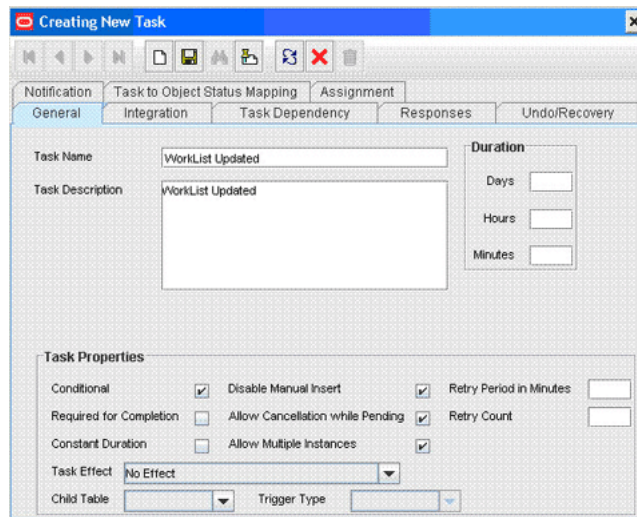 Creating New Task
Notification Task to Object Status Mapping Assignment
General Integration Task Dependency Responses Undo/Recovery
Task Name WorkList Updated
Duration
Task Description WorkList Updated
Days
Hours
Minutes
Task Properties
Conditional Disable Manual Insert Retry Period in Minutes
Required for Completion Allow Cancellation while Pending Retry Count
Constant Duration Allow Multiple Instances
Task Effect No Effect
Child Table Trigger Type